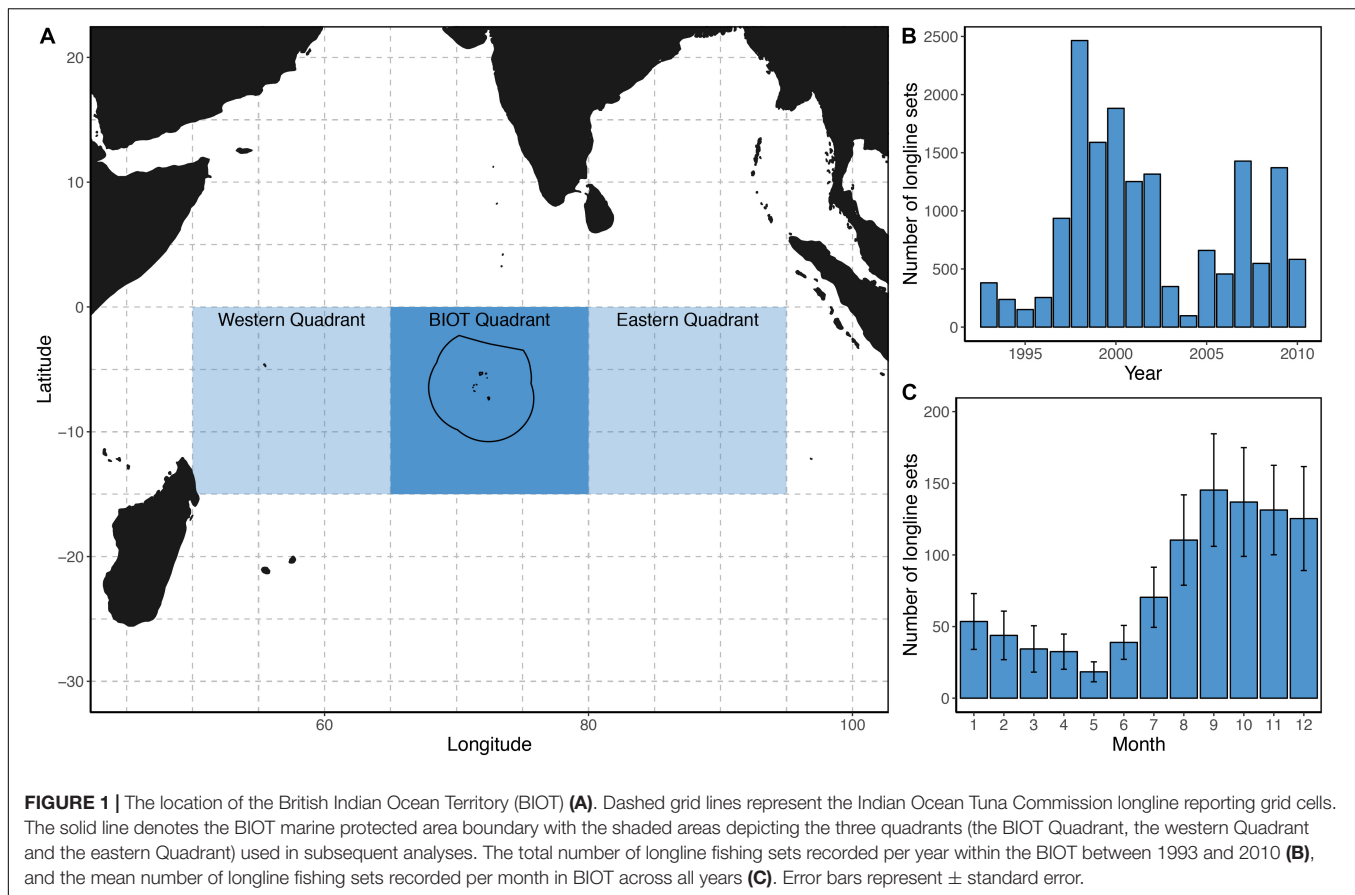 A
20
10
0
−10
−20
−30
Latitude
Western Quadrant BIOT Quadrant Eastern Quadrant
60 80 100
Longitude
B
2500
2000
1500
1000
500
0
Number of longline sets
1995 2000 2005 2010
Year
C
200
150
100
50
0
Number of longline sets
1 2 3 4 5 6 7 8 9 10 11 12
Month
FIGURE 1 | The location of the British Indian Ocean Territory (BIOT) (A). Dashed grid lines represent the Indian Ocean Tuna Commission longline reporting grid cells.
The solid line denotes the BIOT marine protected area boundary with the shaded areas depicting the three quadrants (the BIOT Quadrant, the western Quadrant
and the eastern Quadrant) used in subsequent analyses. The total number of longline fishing sets recorded per year within the BIOT between 1993 and 2010 (B),
and the mean number of longline fishing sets recorded per month in BIOT across all years (C). Error bars represent ± standard error.